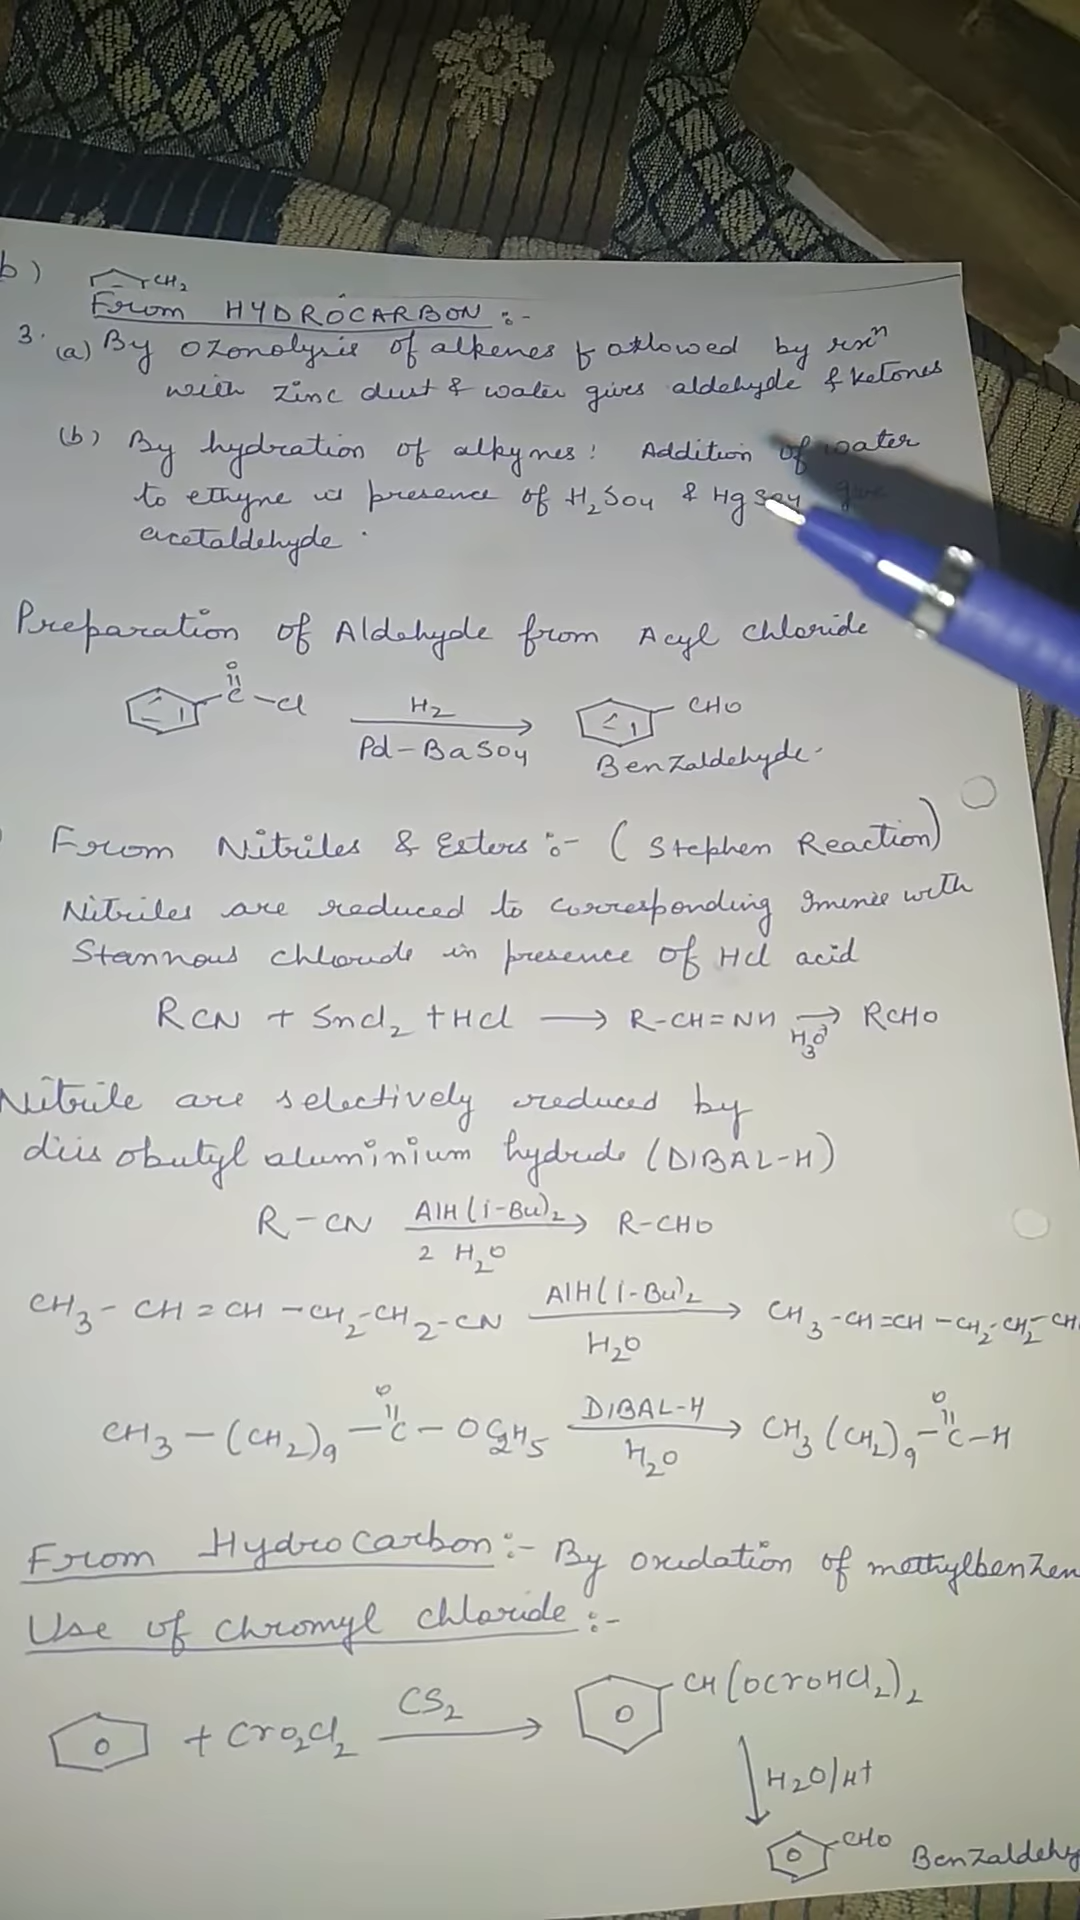 b)
CH2
From HYDROCARBON :-
3. (a) By ozonolysis of alkenes followed by rxn
with zinc dust & water gives aldehyde & ketones
(b) By hydration of alkynes: Addition of water
to ethyne in presence of H2SO4 & HgSO4 give
acetaldehyde.
Preparation of Aldehyde from Acyl chloride
O
C-Cl H2 CHO
Pd-BaSO4
Benzaldehyde.
From Nitriles & Esters :- (Stephen Reaction)
Nitriles are reduced to corresponding Imine with
Stannous chloride in presence of HCl acid
RCN + SnCl2 + HCl → R-CH=NH → RCHO
H3O+
Nitrile are selectively reduced by
diisobutyl aluminium hydride (DIBAL-H)
R-CN AlH(i-Bu)2 → R-CHO
2 H2O
CH3-CH=CH-CH2-CH2-CN AlH(i-Bu)2 → CH3-CH=CH-CH2-CH2-CH
H2O
O O
CH3-(CH2)9-C-OC2H5 DIBAL-H → CH3(CH2)9-C-H
H2O
From HydroCarbon:- By oxidation of methylbenzen
Use of chromyl chloride :-
+ CrO2Cl2 CS2 → CH(OCrOHCl2)2
H2O/H+
CHO Benzaldehy